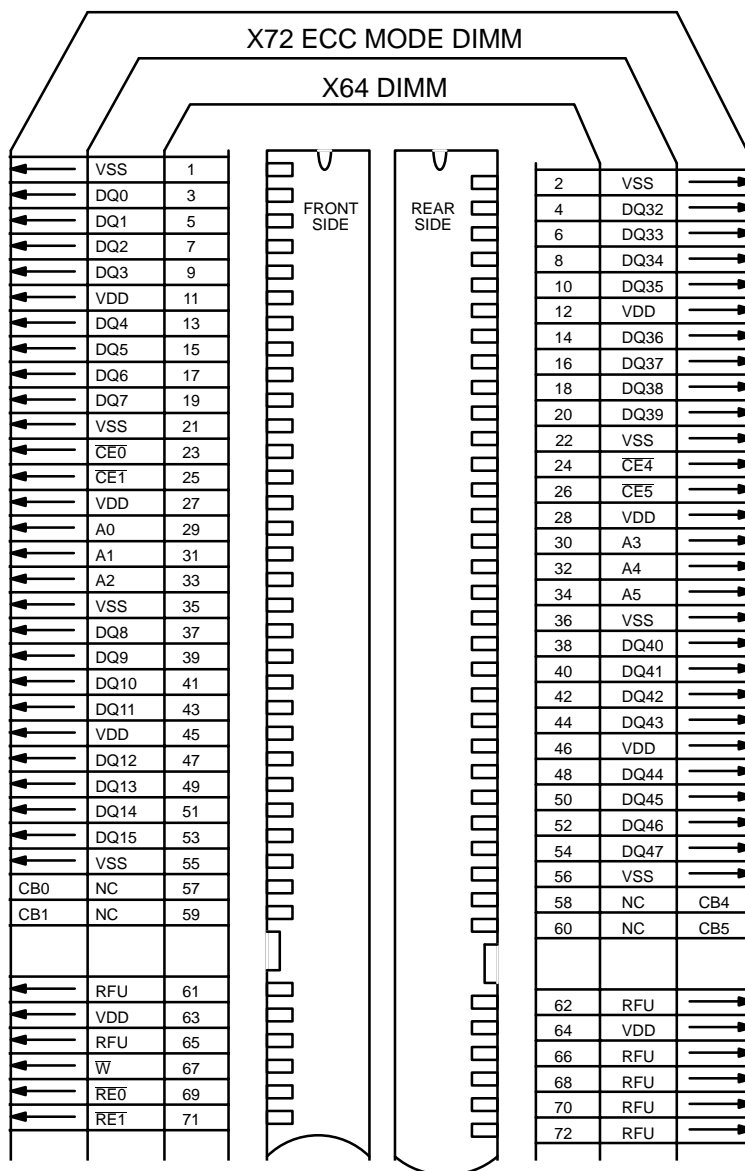 X72 ECC MODE DIMM
X64 DIMM
FRONT
SIDE
REAR
SIDE
VSS 1
DQ0 3
DQ1 5
DQ2 7
DQ3 9
VDD 11
DQ4 13
DQ5 15
DQ6 17
DQ7 19
VSS 21
CE0 23
CE1 25
VDD 27
A0 29
A1 31
A2 33
VSS 35
DQ8 37
DQ9 39
DQ10 41
DQ11 43
VDD 45
DQ12 47
DQ13 49
DQ14 51
DQ15 53
VSS 55
CB0 NC 57
CB1 NC 59
RFU 61
VDD 63
RFU 65
W 67
RE0 69
RE1 71
2 VSS
4 DQ32
6 DQ33
8 DQ34
10 DQ35
12 VDD
14 DQ36
16 DQ37
18 DQ38
20 DQ39
22 VSS
24 CE4
26 CE5
28 VDD
30 A3
32 A4
34 A5
36 VSS
38 DQ40
40 DQ41
42 DQ42
44 DQ43
46 VDD
48 DQ44
50 DQ45
52 DQ46
54 DQ47
56 VSS
58 NC CB4
60 NC CB5
62 RFU
64 VDD
66 RFU
68 RFU
70 RFU
72 RFU